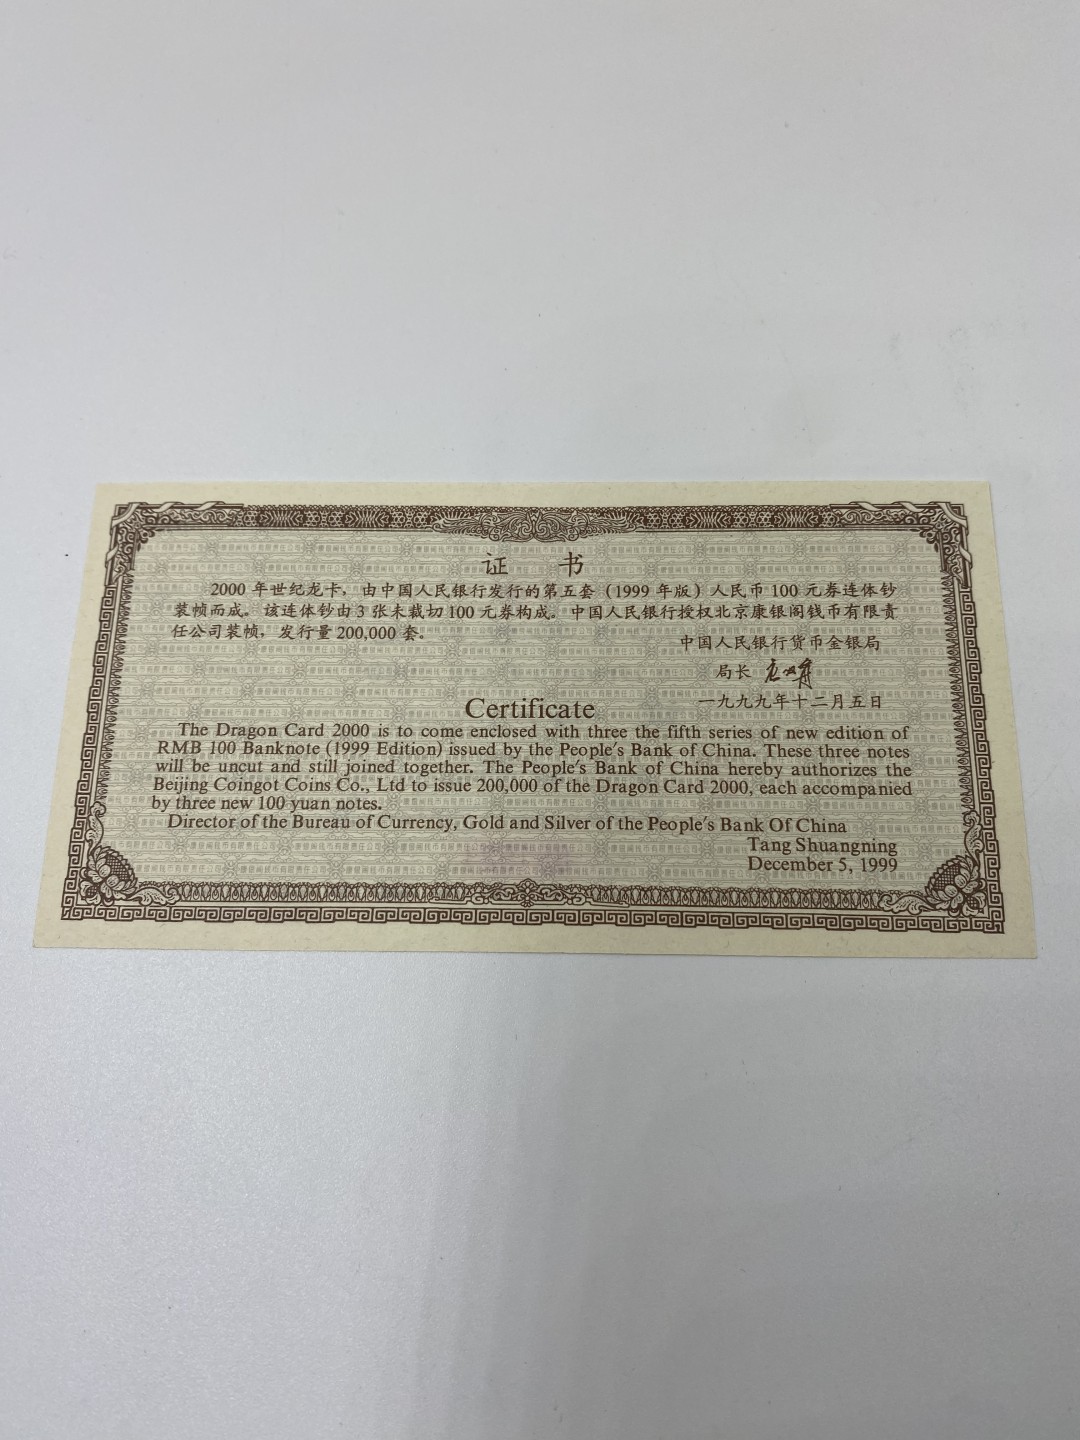 证 书
2000 年世纪龙卡，由中国人民银行发行的第五套（1999 年版）人民币 100 元券连体钞
装帧而成。该连体钞由 3 张未裁切 100 元券构成。中国人民银行授权北京康银阁钱币有限责
任公司装帧，发行量 200,000 套。
中国人民银行货币金银局
局长
一九九九年十二月五日
Certificate
The Dragon Card 2000 is to come enclosed with three the fifth series of new edition of
RMB 100 Banknote (1999 Edition) issued by the People's Bank of China. These three notes
will be uncut and still joined together. The People's Bank of China hereby authorizes the
Beijing Coingot Coins Co., Ltd to issue 200,000 of the Dragon Card 2000, each accompanied
by three new 100 yuan notes.
Director of the Bureau of Currency, Gold and Silver of the People's Bank Of China
Tang Shuangning
December 5, 1999